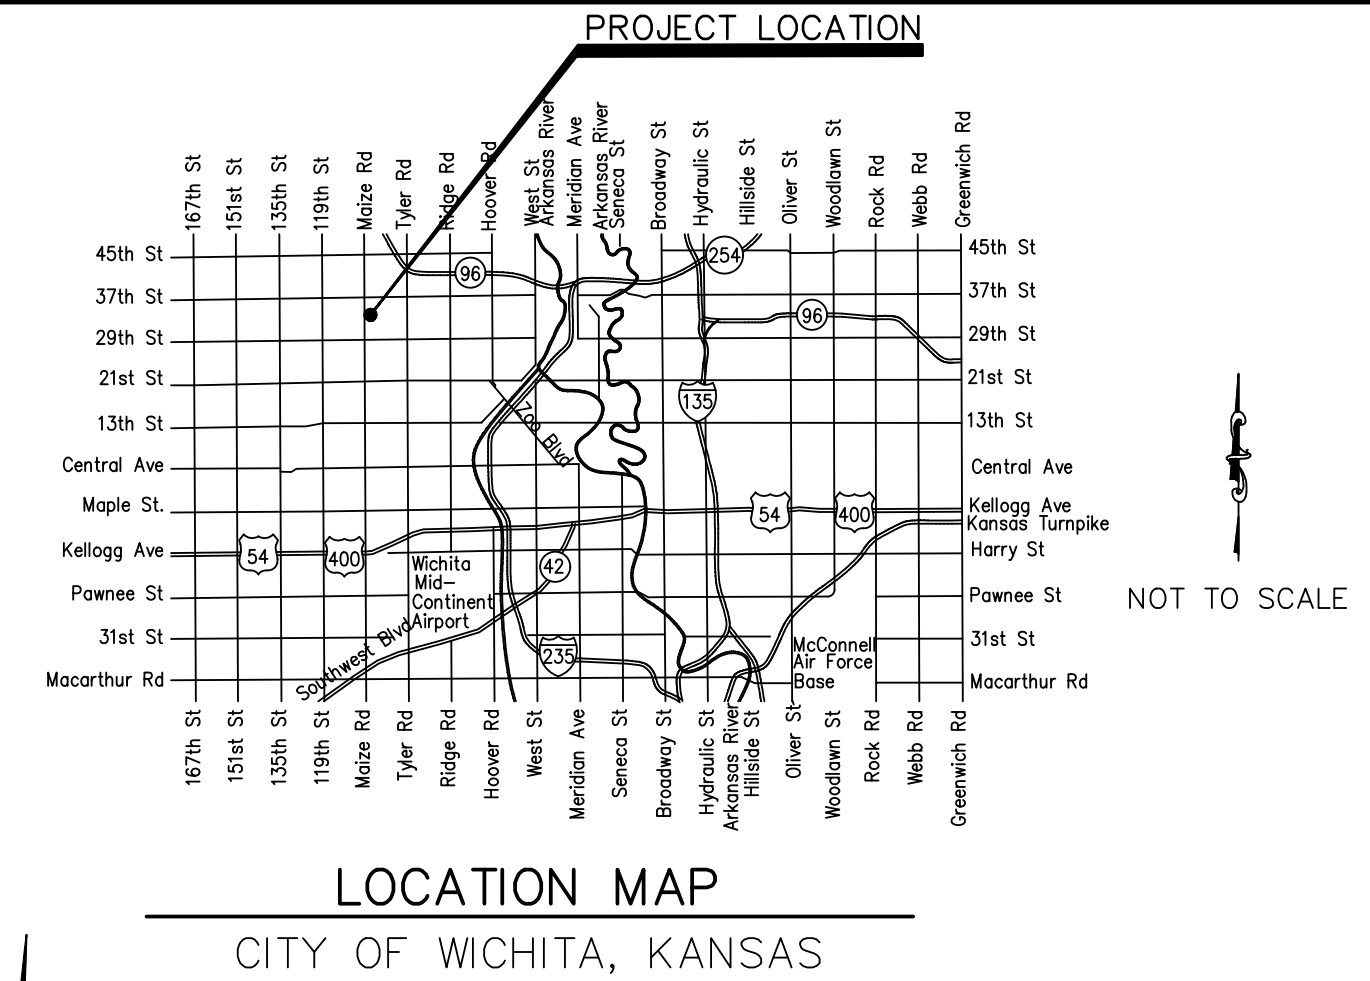 PROJECT LOCATION
167th St
151st St
135th St
119th St
Maize Rd
Tyler Rd
Ridge Rd
Hoover Rd
West St
Arkansas River
Meridian Ave
Arkansas River
Seneca St
Broadway St
Hydraulic St
Hillside St
Oliver St
Woodlawn St
Rock Rd
Webb Rd
Greenwich Rd
45th St
37th St
29th St
21st St
13th St
Central Ave
Maple St.
Kellogg Ave
Pawnee St
31st St
Macarthur Rd
96
254
96
135
Zoo Blvd
54
400
54
400
42
235
Wichita
Mid-
Continent
Airport
Southwest Blvd
McConnell
Air Force
Base
45th St
37th St
29th St
21st St
13th St
Central Ave
Kellogg Ave
Kansas Turnpike
Harry St
Pawnee St
31st St
Macarthur Rd
NOT TO SCALE
167th St
151st St
135th St
119th St
Maize Rd
Tyler Rd
Ridge Rd
Hoover Rd
West St
Meridian Ave
Seneca St
Broadway St
Hydraulic St
Arkansas River
Hillside St
Oliver St
Woodlawn St
Rock Rd
Webb Rd
Greenwich Rd
LOCATION MAP
CITY OF WICHITA, KANSAS